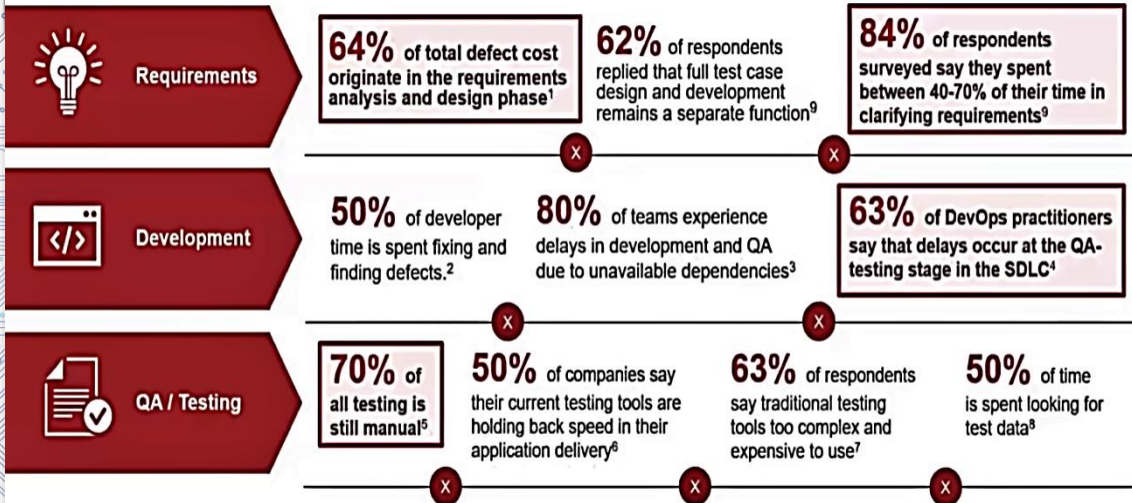 Requirements
64% of total defect cost
originate in the requirements
analysis and design phase¹
62% of respondents
replied that full test case
design and development
remains a separate function⁹
84% of respondents
surveyed say they spent
between 40-70% of their time in
clarifying requirements⁹
X
X
Development
</>
50% of developer
time is spent fixing and
finding defects.²
80% of teams experience
delays in development and QA
due to unavailable dependencies³
63% of DevOps practitioners
say that delays occur at the QA-
testing stage in the SDLC⁴
X
X
QA / Testing
70% of
all testing is
still manual⁵
50% of companies say
their current testing tools are
holding back speed in their
application delivery⁶
63% of respondents
say traditional testing
tools too complex and
expensive to use⁷
50% of time
is spent looking for
test data⁸
X
X
X